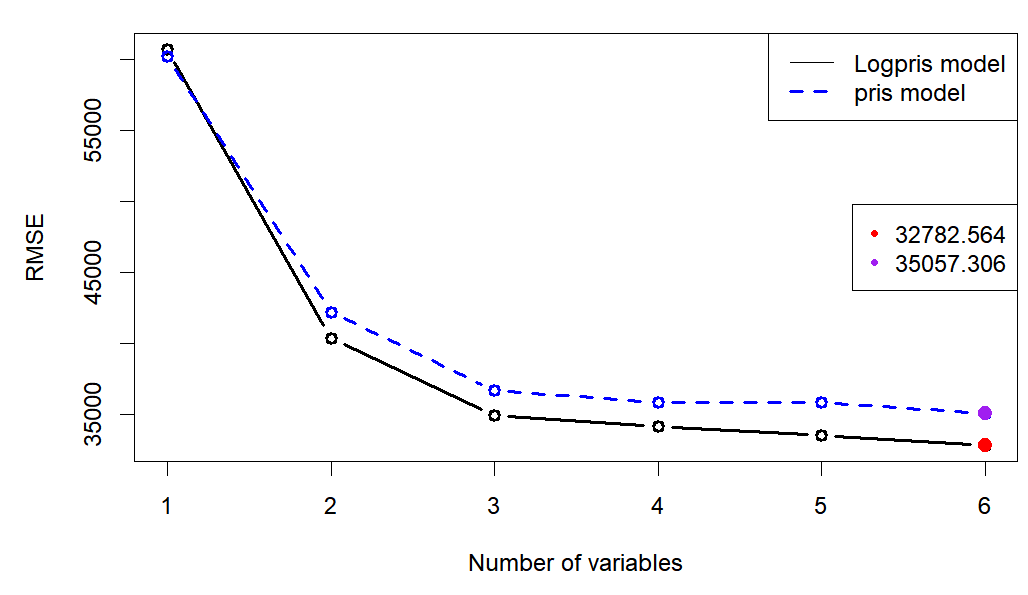 Logpris model
pris model
32782.564
35057.306
RMSE
55000
45000
35000
1 2 3 4 5 6
Number of variables